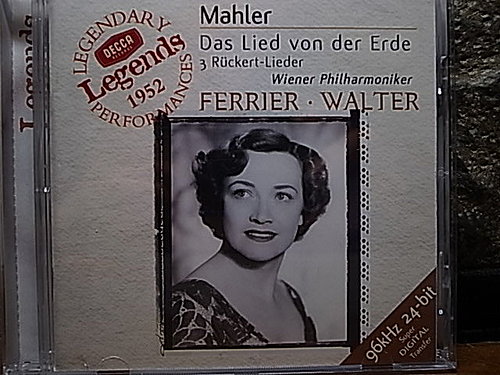 LEGENDARY
DECCA
Legends
1952
PERFORMANCES
Mahler
Das Lied von der Erde
3 Rückert-Lieder
Wiener Philharmoniker
FERRIER · WALTER
96kHz 24-bit
Super
DIGITAL
Transfer
Legends